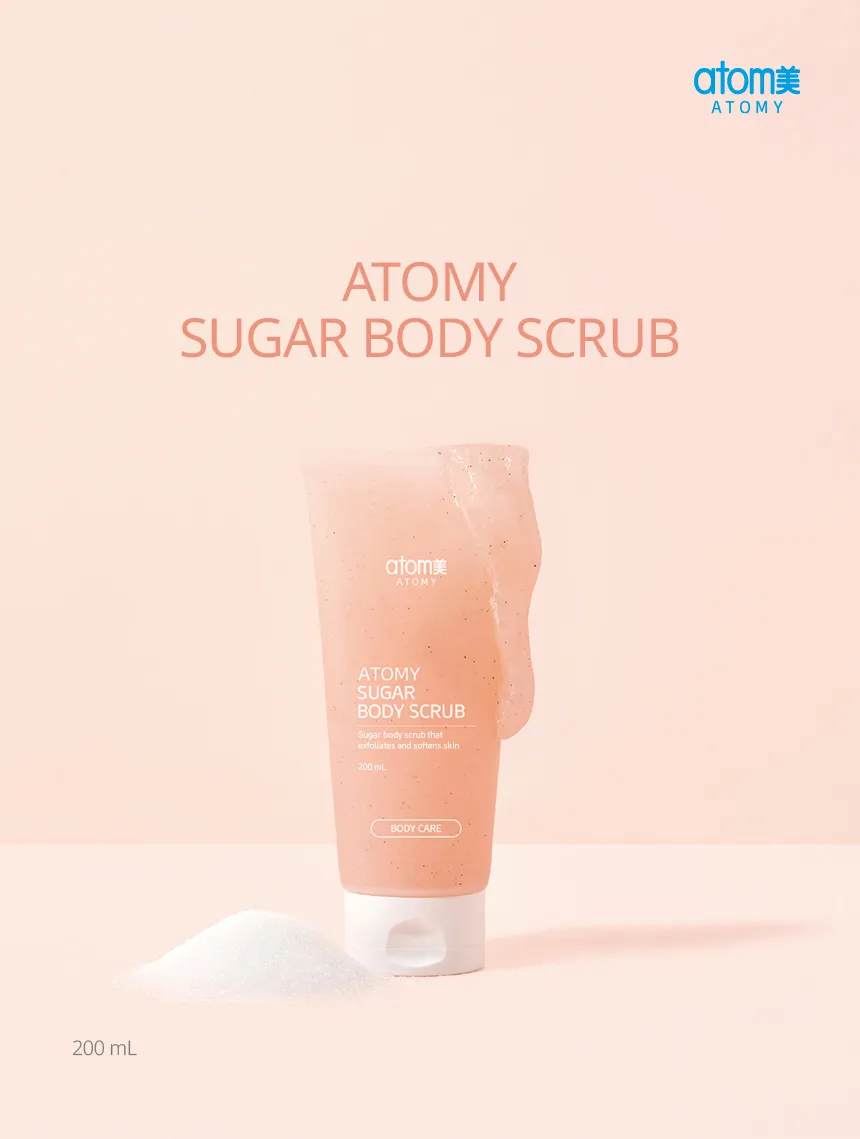 atom美
ATOMY
ATOMY
SUGAR BODY SCRUB
atom美
ATOMY
ATOMY
SUGAR
BODY SCRUB
Sugar body scrub that
exfoliates and softens skin
200 mL
BODY CARE
200 mL